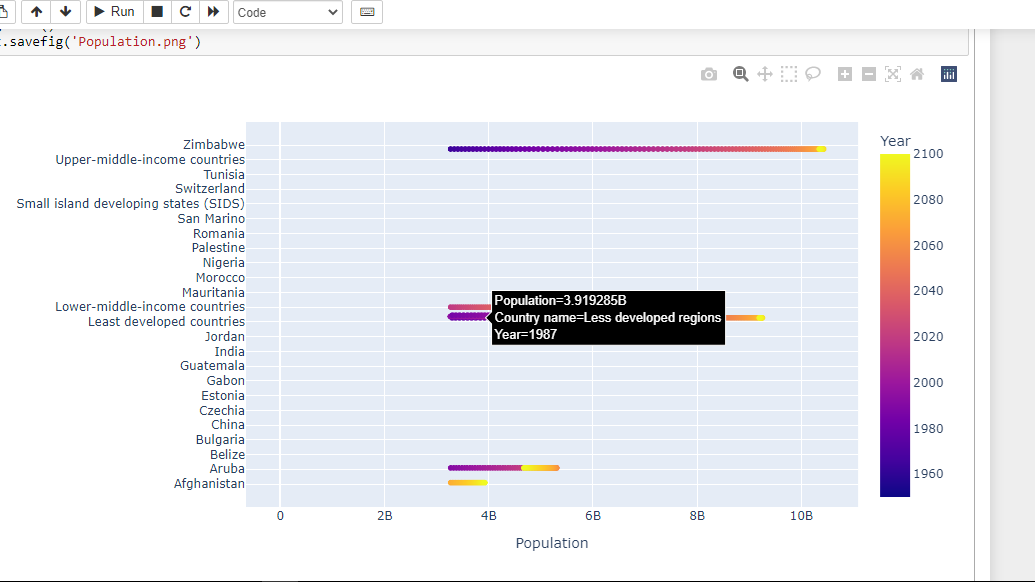 Run
Code
.savefig('Population.png')
Zimbabwe
Upper-middle-income countries
Tunisia
Switzerland
Small island developing states (SIDS)
San Marino
Romania
Palestine
Nigeria
Morocco
Mauritania
Lower-middle-income countries
Least developed countries
Jordan
India
Guatemala
Gabon
Estonia
Czechia
China
Bulgaria
Belize
Aruba
Afghanistan
Population=3.919285B
Country name=Less developed regions
Year=1987
0
2B
4B
6B
8B
10B
Population
Year
2100
2080
2060
2040
2020
2000
1980
1960